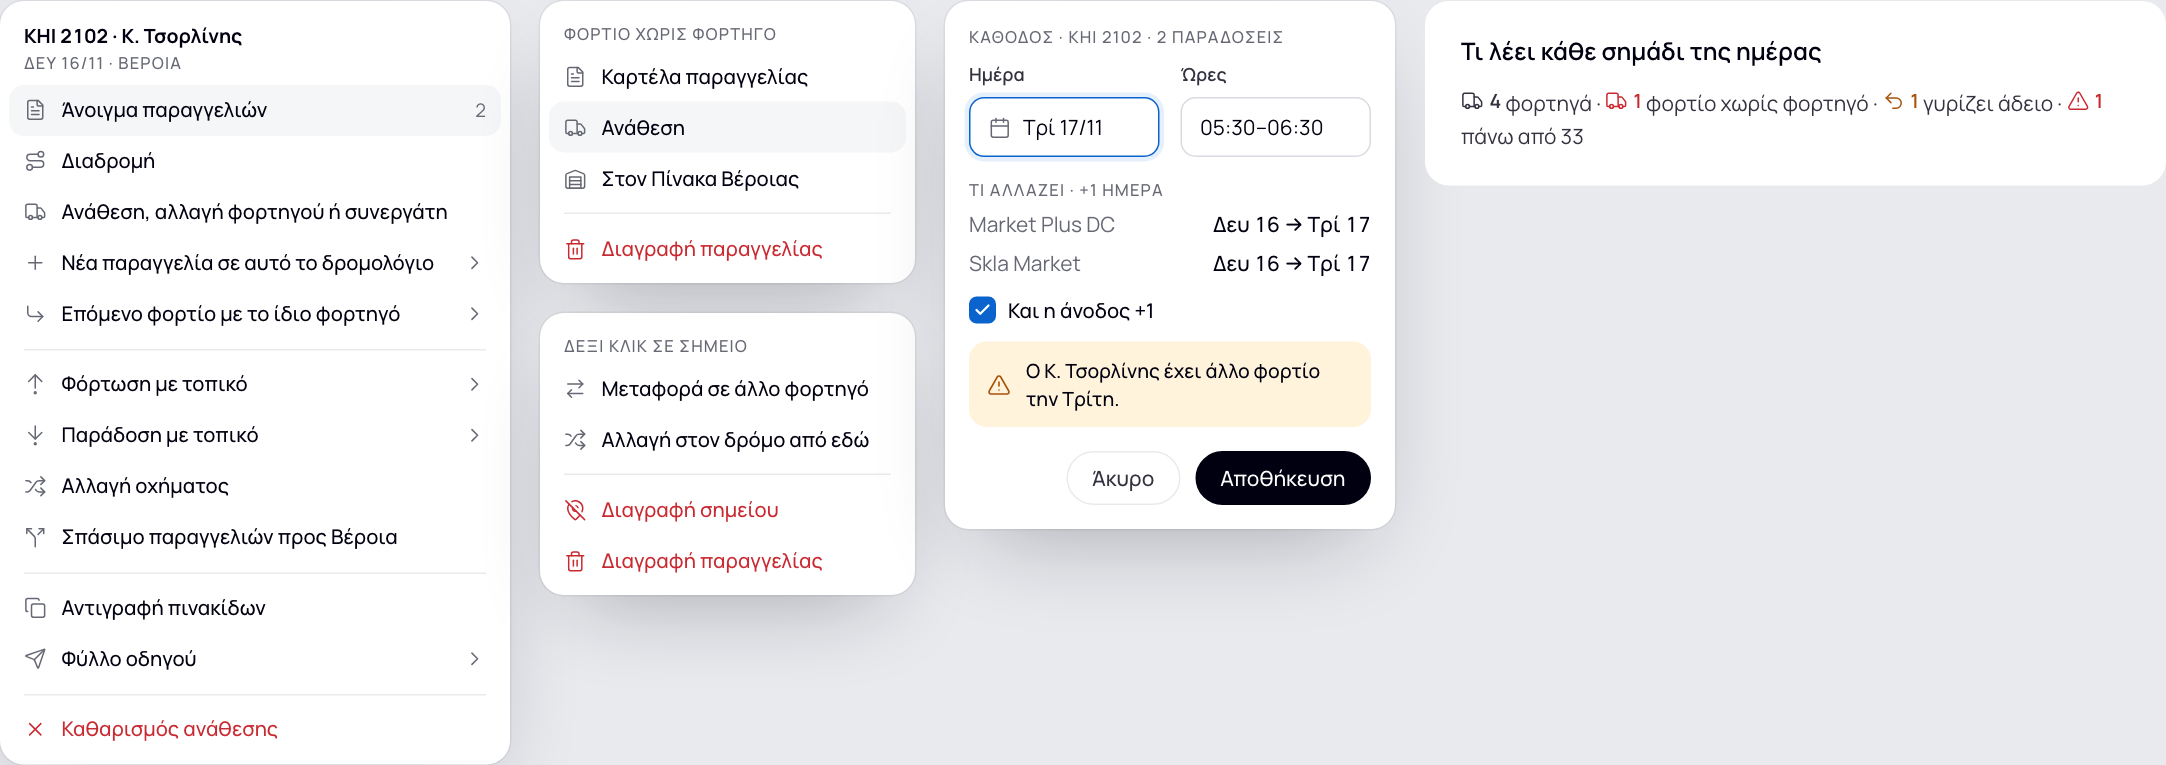 ΚΗΙ 2102 · Κ. Τσορλίνης
ΔΕΥ 16/11 · ΒΕΡΟΙΑ
Άνοιγμα παραγγελιών 2
Διαδρομή
Ανάθεση, αλλαγή φορτηγού ή συνεργάτη
Νέα παραγγελία σε αυτό το δρομολόγιο
Επόμενο φορτίο με το ίδιο φορτηγό
Φόρτωση με τοπικό
Παράδοση με τοπικό
Αλλαγή οχήματος
Σπάσιμο παραγγελιών προς Βέροια
Αντιγραφή πινακίδων
Φύλλο οδηγού
Καθαρισμός ανάθεσης
ΦΟΡΤΙΟ ΧΩΡΙΣ ΦΟΡΤΗΓΟ
Καρτέλα παραγγελίας
Ανάθεση
Στον Πίνακα Βέροιας
Διαγραφή παραγγελίας
ΔΕΞΙ ΚΛΙΚ ΣΕ ΣΗΜΕΙΟ
Μεταφορά σε άλλο φορτηγό
Αλλαγή στον δρόμο από εδώ
Διαγραφή σημείου
Διαγραφή παραγγελίας
ΚΑΘΟΔΟΣ · ΚΗΙ 2102 · 2 ΠΑΡΑΔΟΣΕΙΣ
Ημέρα Ώρες
Τρί 17/11 05:30–06:30
ΤΙ ΑΛΛΑΖΕΙ · +1 ΗΜΕΡΑ
Market Plus DC Δευ 16 → Τρί 17
Skla Market Δευ 16 → Τρί 17
Και η άνοδος +1
Ο Κ. Τσορλίνης έχει άλλο φορτίο
την Τρίτη.
Άκυρο Αποθήκευση
Τι λέει κάθε σημάδι της ημέρας
4 φορτηγά · 1 φορτίο χωρίς φορτηγό · 1 γυρίζει άδειο · 1
πάνω από 33